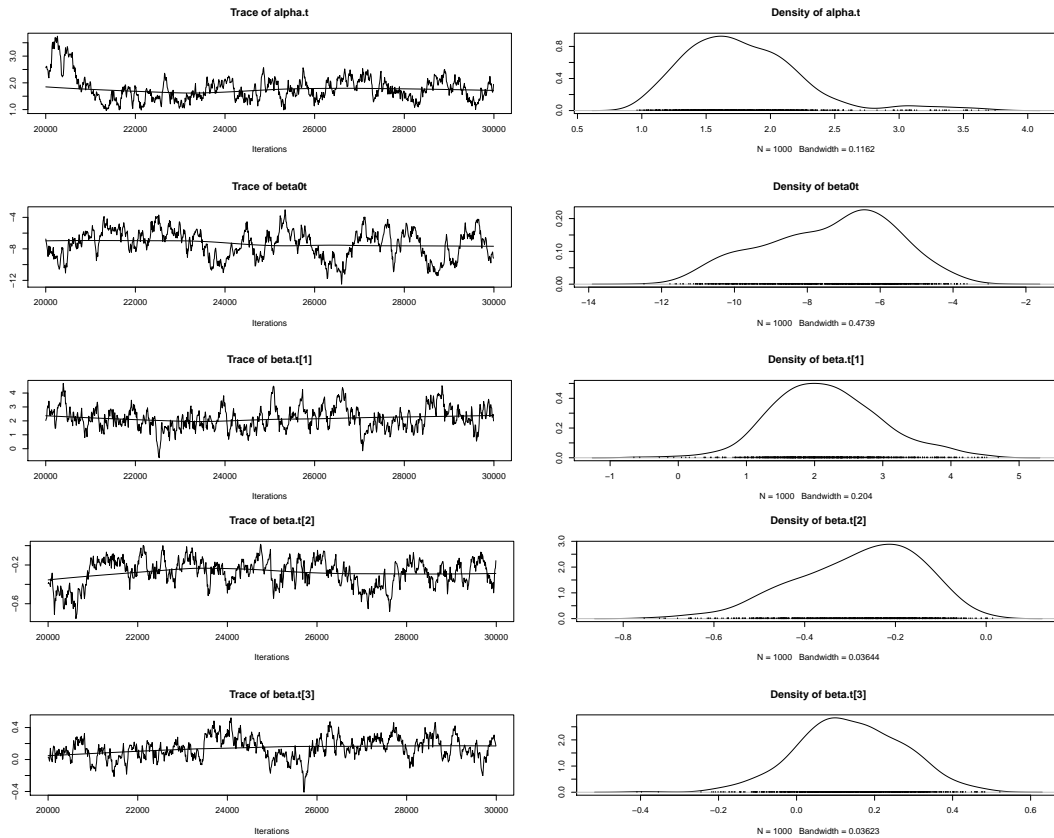 Trace of alpha.t
1.0 2.0 3.0
20000 22000 24000 26000 28000 30000
Iterations
Density of alpha.t
0.0 0.4 0.8
0.5 1.0 1.5 2.0 2.5 3.0 3.5 4.0
N = 1000 Bandwidth = 0.1162
Trace of beta0t
−12 −8 −4
20000 22000 24000 26000 28000 30000
Iterations
Density of beta0t
0.00 0.10 0.20
−14 −12 −10 −8 −6 −4 −2
N = 1000 Bandwidth = 0.4739
Trace of beta.t[1]
0 1 2 3 4
20000 22000 24000 26000 28000 30000
Iterations
Density of beta.t[1]
0.0 0.2 0.4
−1 0 1 2 3 4 5
N = 1000 Bandwidth = 0.204
Trace of beta.t[2]
−0.6 −0.2
20000 22000 24000 26000 28000 30000
Iterations
Density of beta.t[2]
0.0 1.0 2.0 3.0
−0.8 −0.6 −0.4 −0.2 0.0
N = 1000 Bandwidth = 0.03644
Trace of beta.t[3]
−0.4 0.0 0.4
20000 22000 24000 26000 28000 30000
Iterations
Density of beta.t[3]
0.0 1.0 2.0
−0.4 −0.2 0.0 0.2 0.4 0.6
N = 1000 Bandwidth = 0.03623